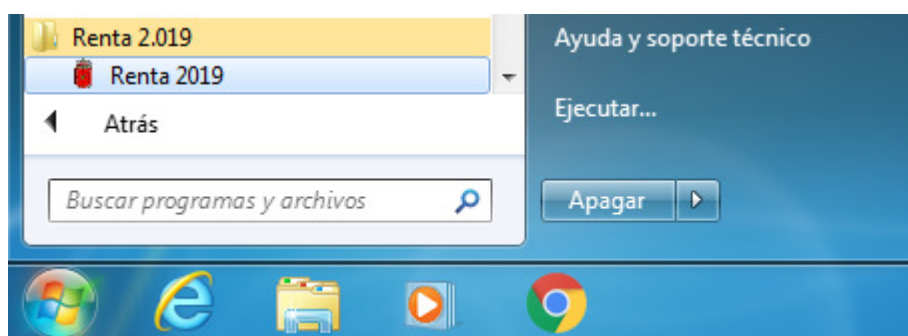 Renta 2.019
Renta 2019
Atrás
Buscar programas y archivos
Ayuda y soporte técnico
Ejecutar...
Apagar